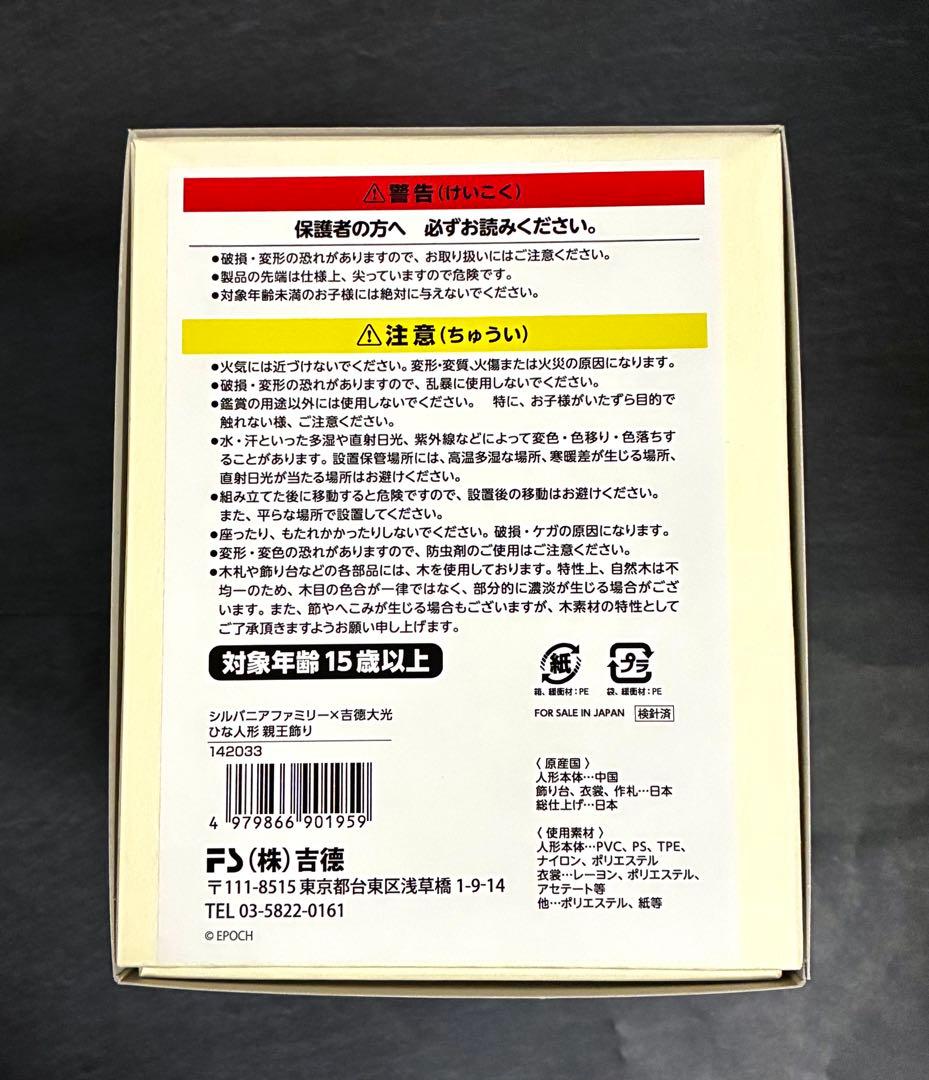 ⚠警告(けいこく)
保護者の方へ 必ずお読みください。
●破損・変形の恐れがありますので、お取り扱いにはご注意ください。
●製品の先端は仕様上、尖っていますので危険です。
●対象年齢未満のお子様には絶対に与えないでください。
⚠注意(ちゅうい)
●火気には近づけないでください。変形・変質、火傷または火災の原因になります。
●破損・変形の恐れがありますので、乱暴に使用しないでください。
●鑑賞の用途以外には使用しないでください。 特に、お子様がいたずら目的で
触れない様、ご注意ください。
●水・汗といった多湿や直射日光、紫外線などによって変色・色移り・色落ちす
ることがあります。設置保管場所には、高温多湿な場所、寒暖差が生じる場所、
直射日光が当たる場所はお避けください。
●組み立てた後に移動すると危険ですので、設置後の移動はお避けください。
また、平らな場所で設置してください。
●座ったり、もたれかかったりしないでください。破損・ケガの原因になります。
●変形・変色の恐れがありますので、防虫剤のご使用はご注意ください。
●木札や飾り台などの各部品には、木を使用しております。特性上、自然木は不
均一のため、木目の色合が一律ではなく、部分的に濃淡が生じる場合がござ
います。また、節やへこみが生じる場合もございますが、木素材の特性として
ご了承頂きますようお願い申し上げます。
対象年齢15歳以上
紙 プラ
箱、緩衝材:PE 袋、緩衝材:PE
FOR SALE IN JAPAN 検針済
シルバニアファミリー×吉德大光
ひな人形 親王飾り
142033
4 979866 901959
〈 原産国 〉
人形本体…中国
飾り台、衣裳、作札…日本
総仕上げ…日本
〈 使用素材 〉
人形本体…PVC、PS、TPE、
ナイロン、ポリエステル
衣裳…レーヨン、ポリエステル、
アセテート等
他…ポリエステル、紙等
(株)吉德
〒111-8515 東京都台東区浅草橋 1-9-14
TEL 03-5822-0161
© EPOCH